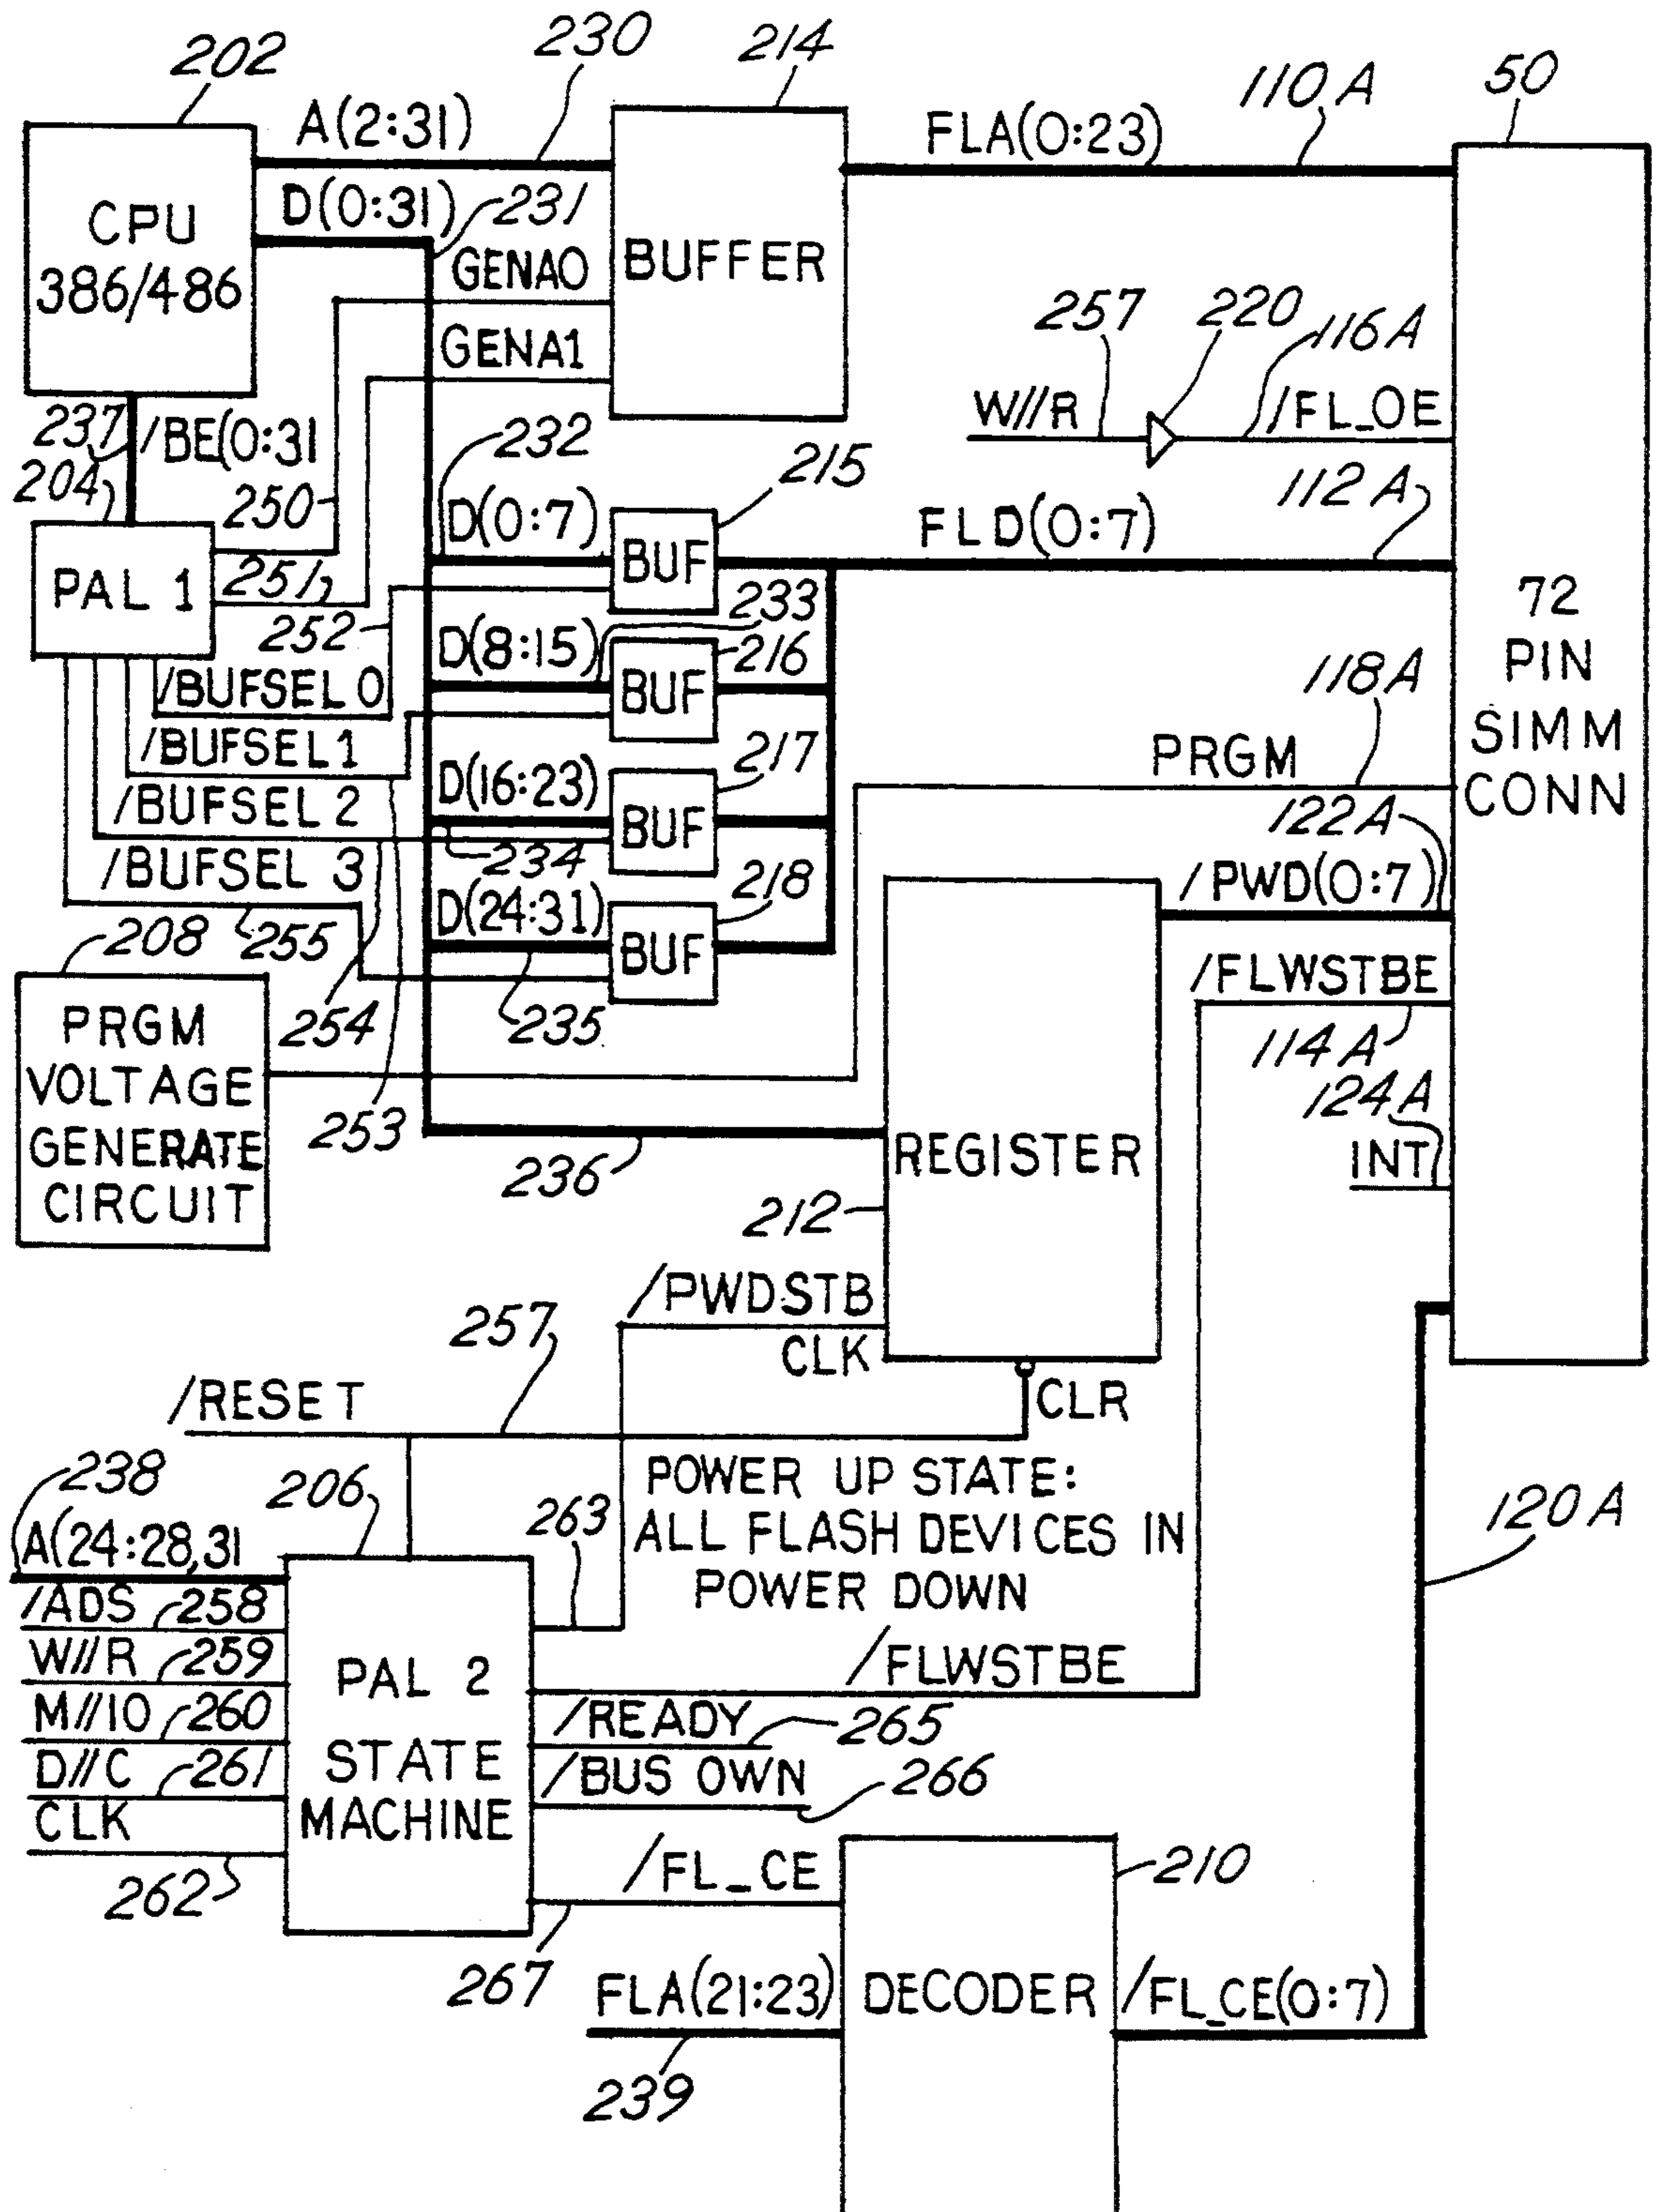 202
230
214
110A
50
A(2:31)
FLA(0:23)
D(0:31)
231
CPU
386/486
GENA0
BUFFER
GENA1
257
220
116A
W//R
/FL_OE
237
/BE(0:31
204
250
232
215
112A
D(0:7)
BUF
FLD(0:7)
PAL 1
251
252
233
72
PIN
SIMM
CONN
D(8:15)
216
BUF
118A
/BUFSEL 0
/BUFSEL 1
217
PRGM
D(16:23)
BUF
/BUFSEL 2
122A
234
/BUFSEL 3
218
/PWD(0:7)
D(24:31)
BUF
208
255
/FLWSTBE
254
235
114A
PRGM
VOLTAGE
GENERATE
CIRCUIT
253
124A
INT
236
REGISTER
212
/PWDSTB
CLK
257
/RESET
CLR
238
206
263
POWER UP STATE:
ALL FLASH DEVICES IN
POWER DOWN
120A
A(24:28,31
/ADS
258
W//R
259
M//IO
260
D//C
261
CLK
262
PAL 2
STATE
MACHINE
/FLWSTBE
/READY
265
/BUS OWN
266
/FL_CE
210
267
FLA(21:23)
DECODER
/FL_CE(0:7)
239